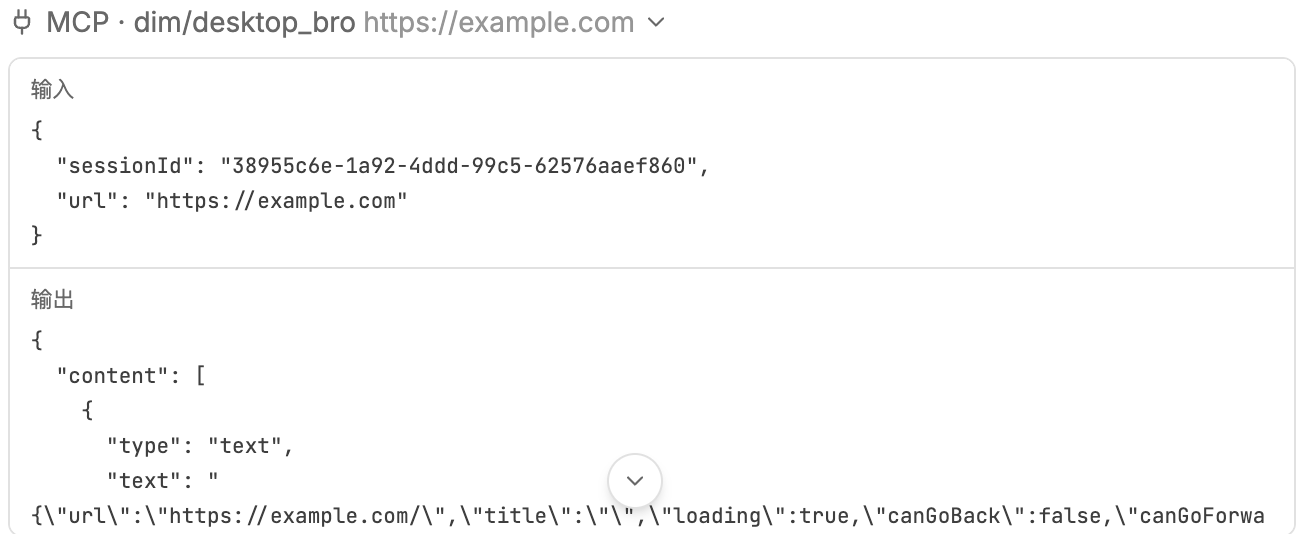 MCP · dim/desktop_bro https://example.com
输入
{
  "sessionId": "38955c6e-1a92-4ddd-99c5-62576aaef860",
  "url": "https://example.com"
}
输出
{
  "content": [
    {
      "type": "text",
      "text": "
{\"url\":\"https://example.com/\",\"title\":\"\",\"loading\":true,\"canGoBack\":false,\"canGoForwa